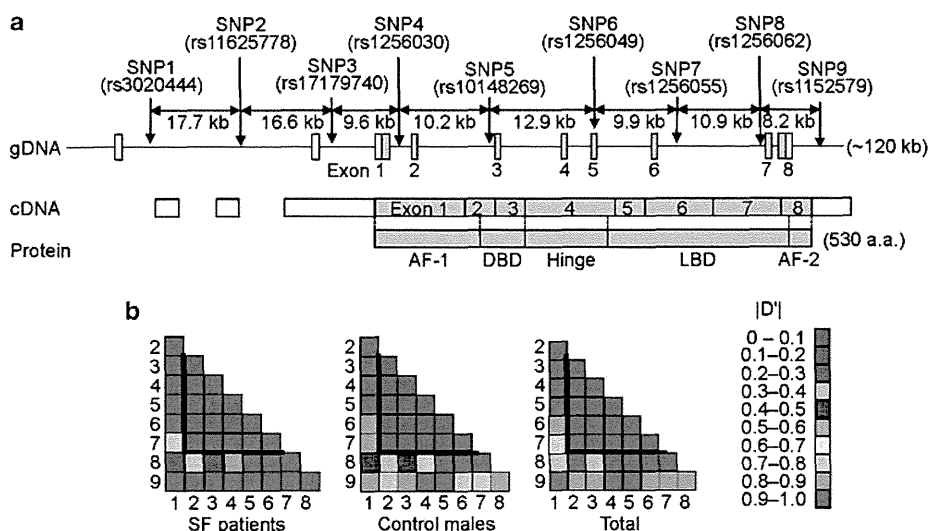 a
SNP2
(rs11625778)
SNP4
(rs1256030)
SNP6
(rs1256049)
SNP8
(rs1256062)
SNP1
(rs3020444)
SNP3
(rs17179740)
SNP5
(rs10148269)
SNP7
(rs1256055)
SNP9
(rs1152579)
17.7 kb 16.6 kb 9.6 kb 10.2 kb 12.9 kb 9.9 kb 10.9 kb 8.2 kb
gDNA (~120 kb)
Exon 1 2 3 4 5 6 7 8
cDNA Exon 1 2 3 4 5 6 7 8
Protein (530 a.a.)
AF-1 DBD Hinge LBD AF-2
b
2
3
4
5
6
7
8
9
1 2 3 4 5 6 7 8
SF patients
2
3
4
5
6
7
8
9
1 2 3 4 5 6 7 8
Control males
2
3
4
5
6
7
8
9
1 2 3 4 5 6 7 8
Total
|D'|
0 – 0.1
0.1–0.2
0.2–0.3
0.3–0.4
0.4–0.5
0.5–0.6
0.6–0.7
0.7–0.8
0.8–0.9
0.9–1.0